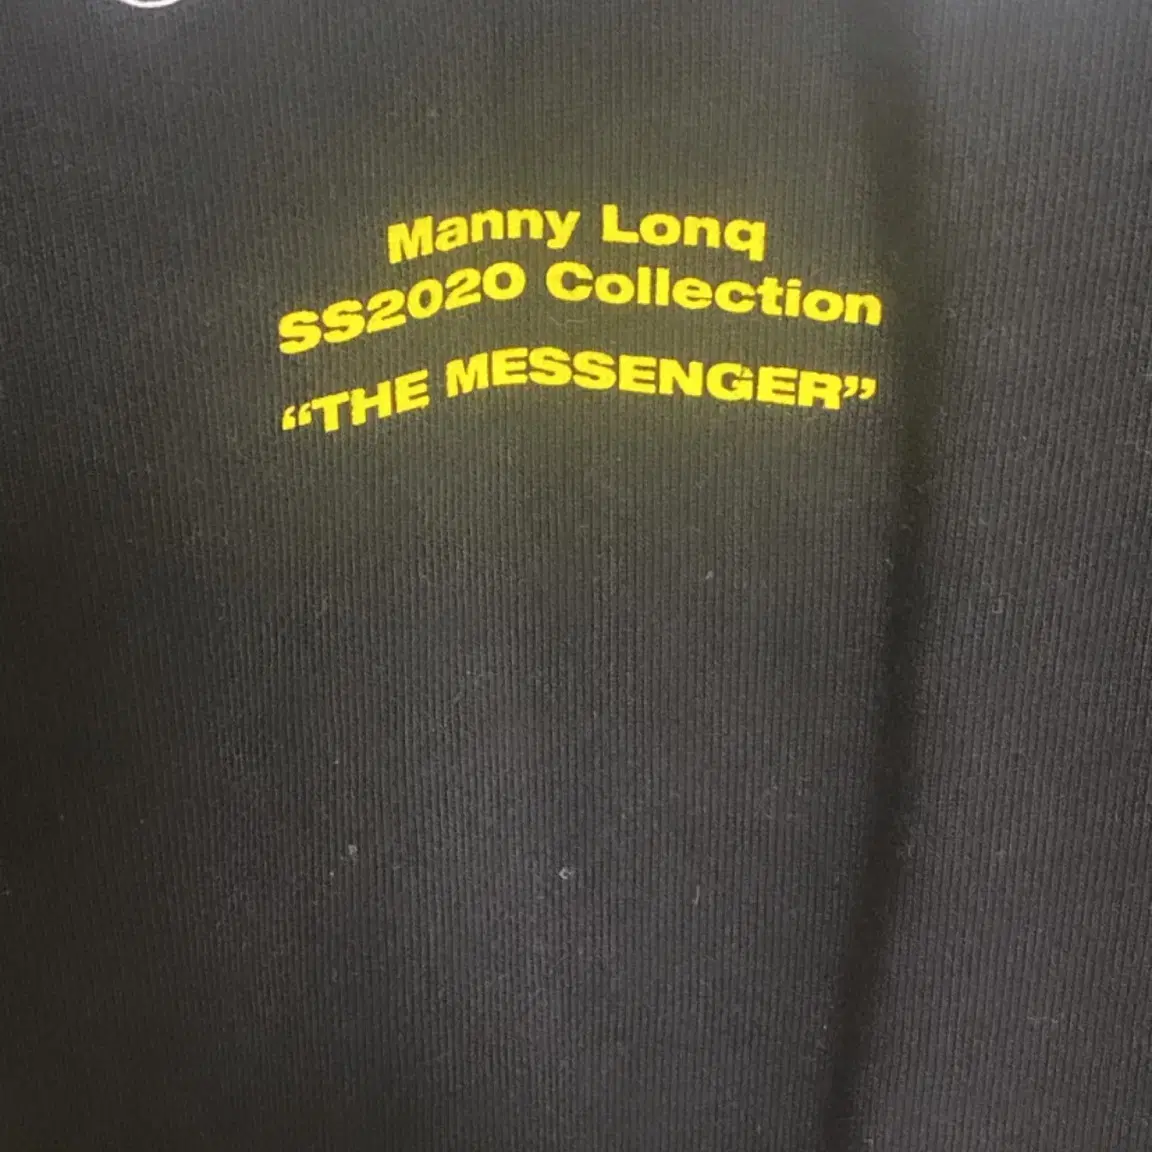 Manny Lonq
SS2020 Collection
“THE MESSENGER”